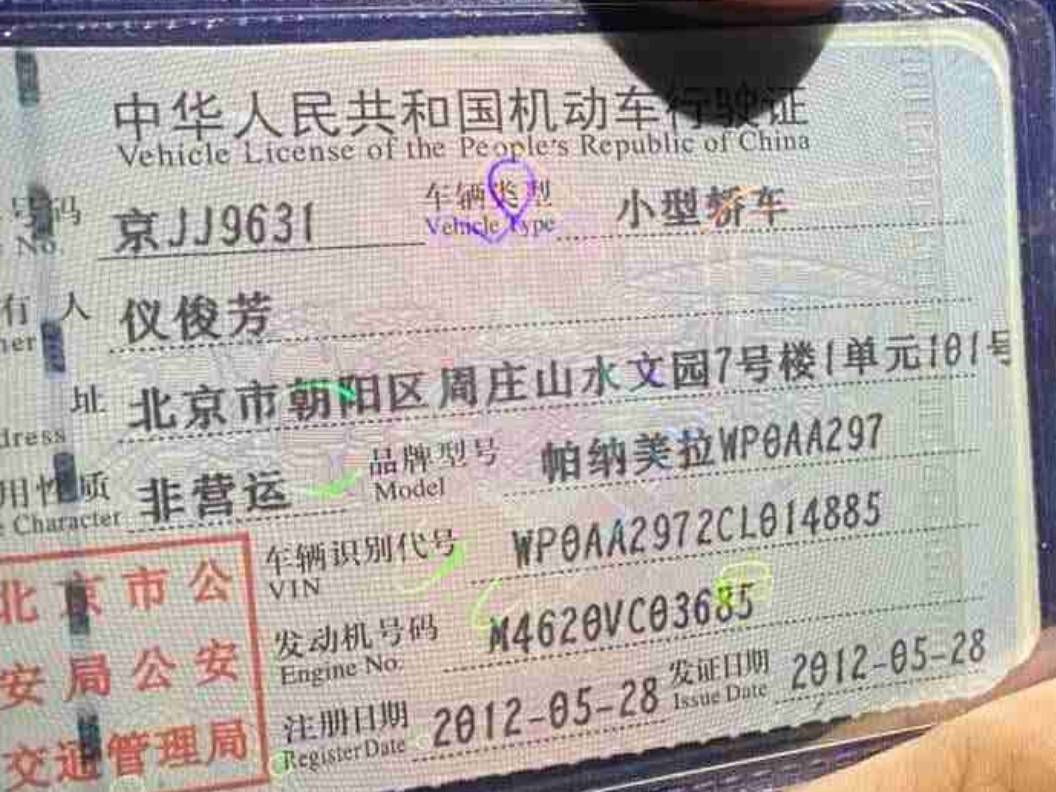 中华人民共和国机动车行驶证
Vehicle License of the People's Republic of China
号码 京JJ9631 车辆类型 小型轿车
No. Vehicle Type
有人 仪俊芳
址 北京市朝阳区周庄山水文园7号楼1单元101号
dress
用性质 非营运 品牌型号 帕纳美拉WP0AA297
Character Model
车辆识别代号 WP0AA2972CL014885
VIN
发动机号码 M4620VC03685
Engine No.
注册日期 2012-05-28 发证日期 2012-05-28
Register Date Issue Date
北京市公
安局公安
交通管理局